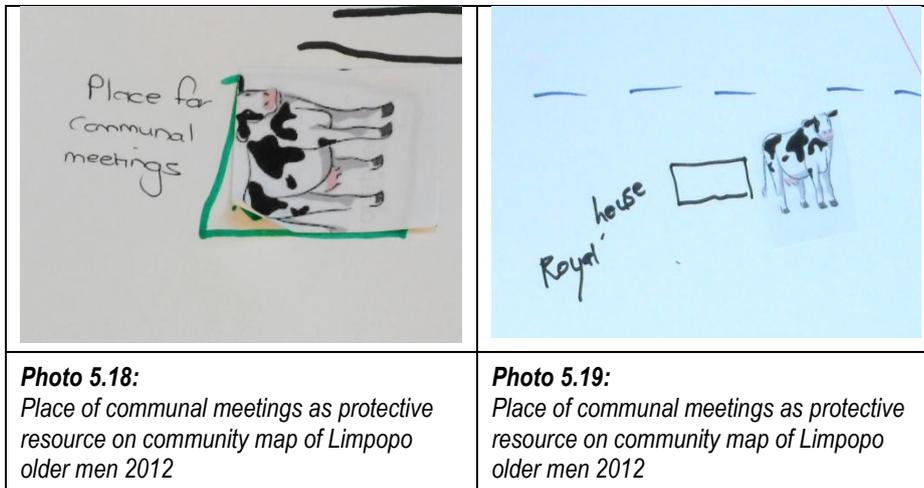 Place for
communal
meetings
Royal house
Photo 5.18:
Place of communal meetings as protective
resource on community map of Limpopo
older men 2012
Photo 5.19:
Place of communal meetings as protective
resource on community map of Limpopo
older men 2012